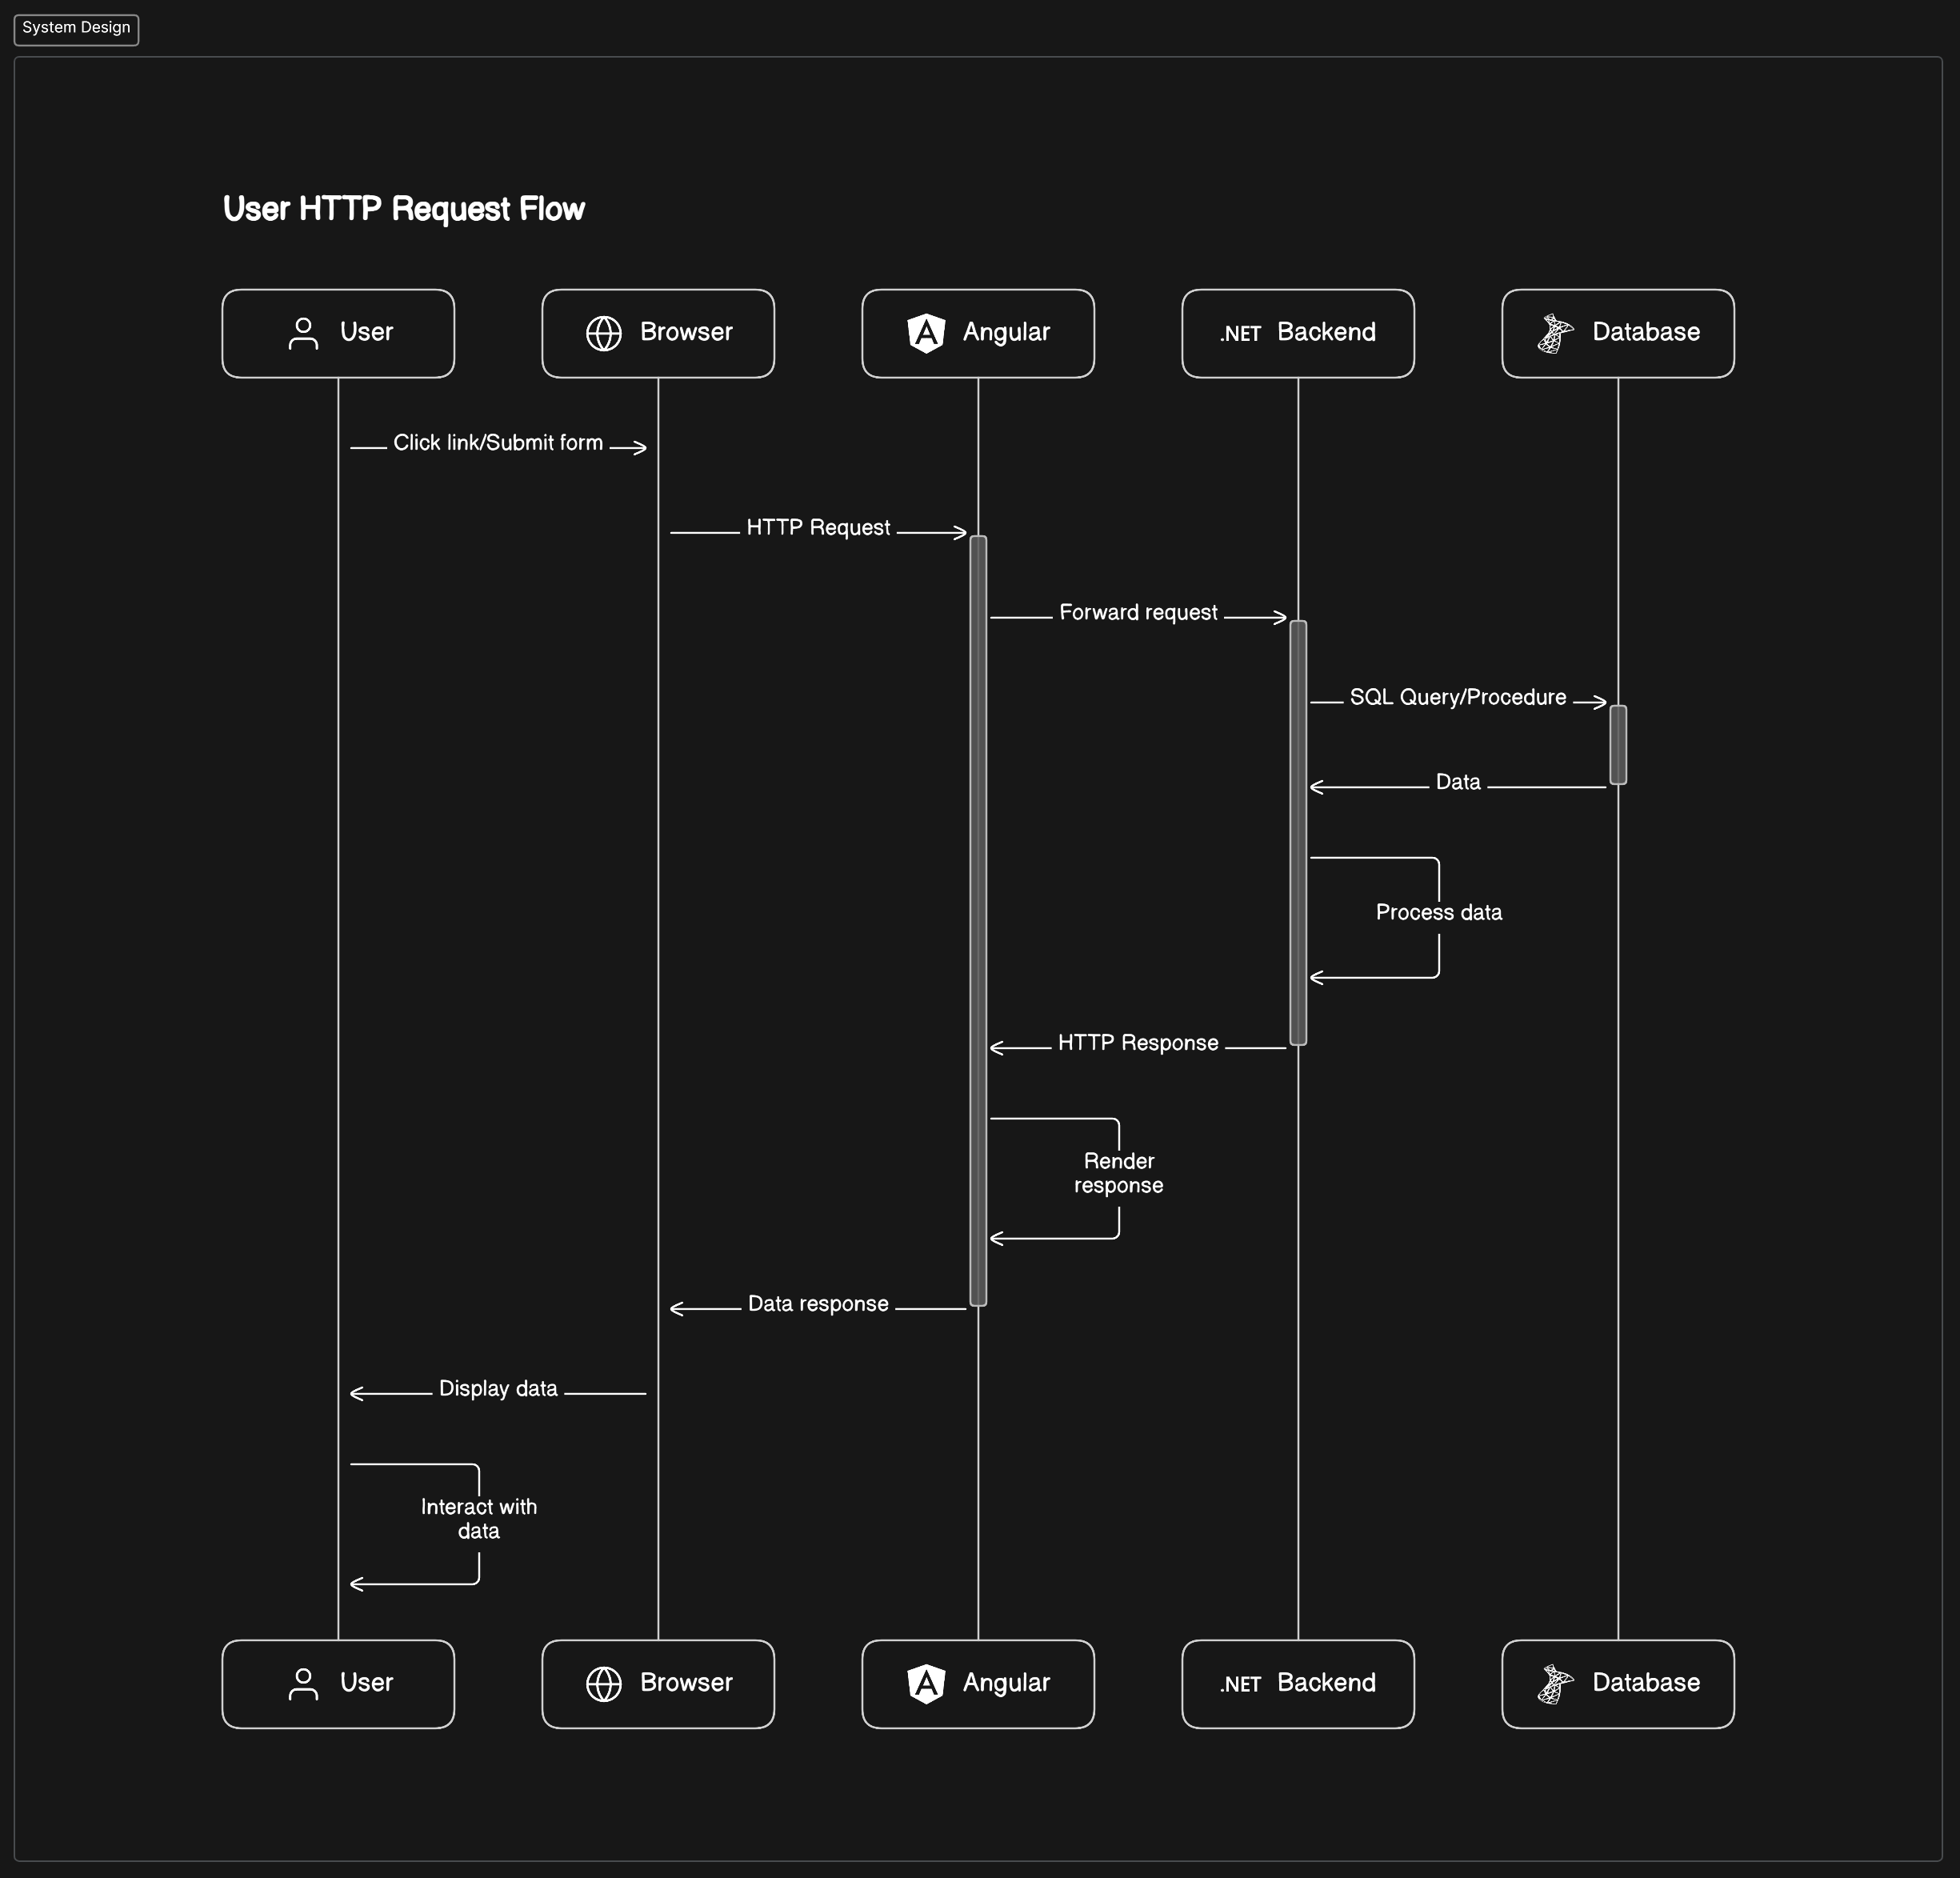 System Design
User HTTP Request Flow
User
Browser
Angular
.NET Backend
Database
Click link/Submit form
HTTP Request
Forward request
SQL Query/Procedure
Data
Process data
HTTP Response
Render
response
Data response
Display data
Interact with
data
User
Browser
Angular
.NET Backend
Database